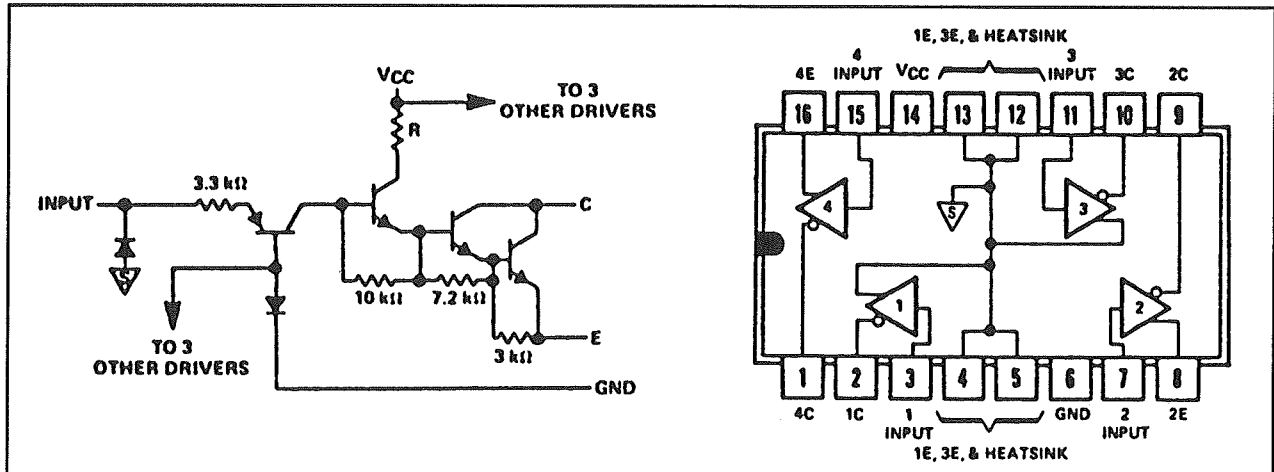 VCC
TO 3
OTHER DRIVERS
R
3.3 kΩ
INPUT
C
S
10 kΩ
7.2 kΩ
3 kΩ
E
TO 3
OTHER DRIVERS
GND
1E, 3E, & HEATSINK
4E
4
INPUT
VCC
3
INPUT
3C
2C
16 15 14 13 12 11 10 9
4
S
3
1
2
1 2 3 4 5 6 7 8
4C
1C
1
INPUT
GND
2
INPUT
2E
1E, 3E, & HEATSINK